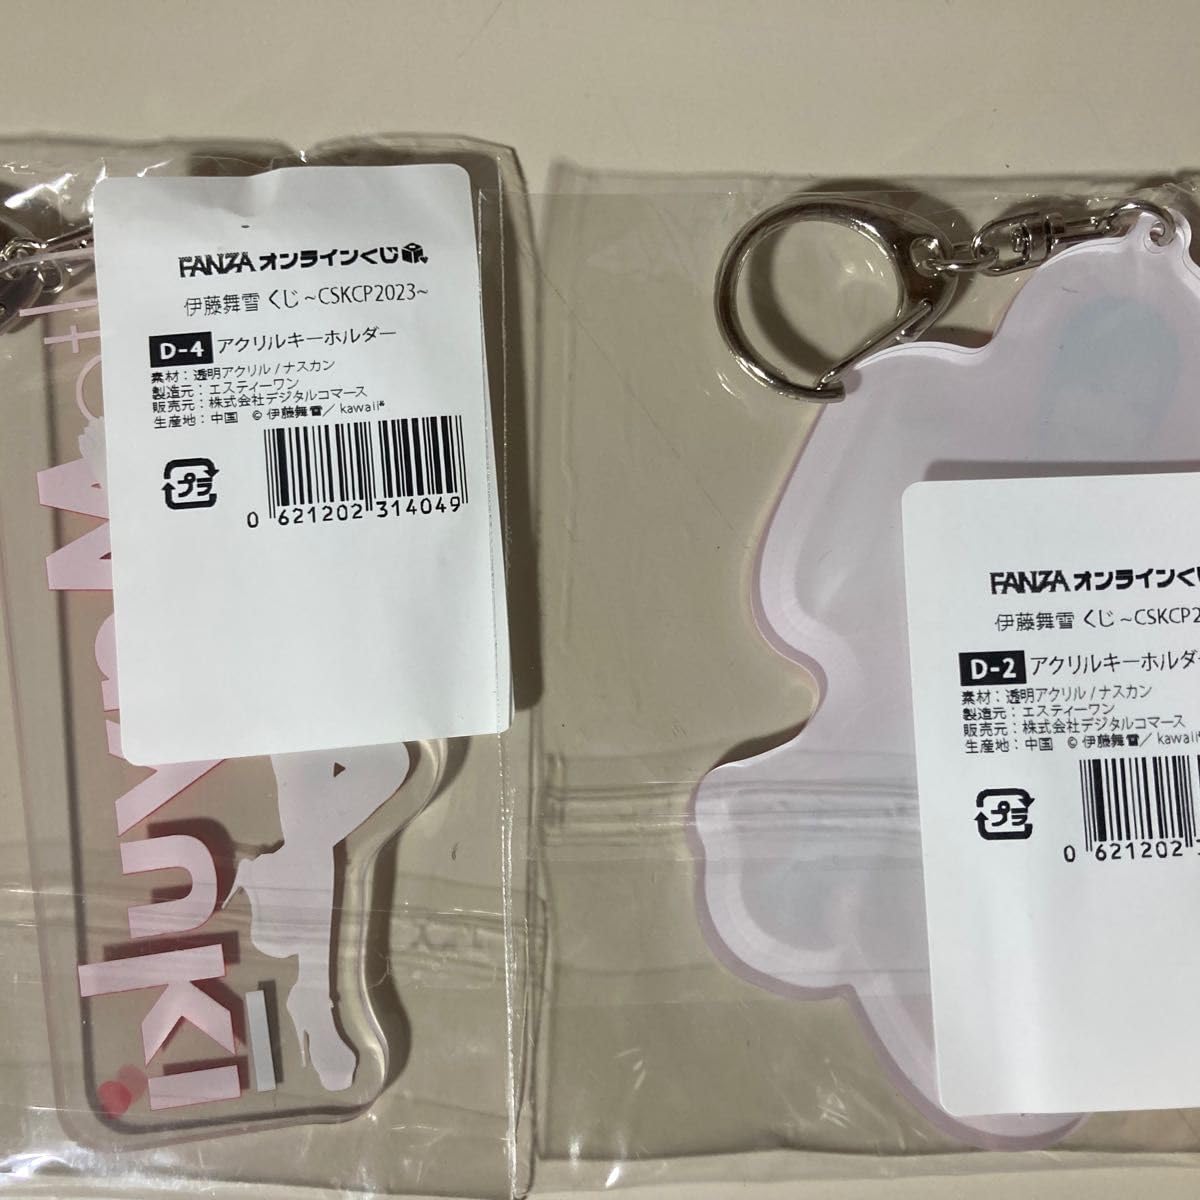 FANZA オンラインくじ
伊藤舞雪 くじ ~CSKCP2023~
D-4 アクリルキーホルダー
素材：透明アクリル / ナスカン
製造元：エスティーワン
販売元：株式会社デジタルコマース
生産地：中国 © 伊藤舞雪 / kawaii*
プラ
0 621202 314049
FANZA オンラインく
伊藤舞雪 くじ ~CSKCP2
D-2 アクリルキーホルダ
素材：透明アクリル / ナスカン
製造元：エスティーワン
販売元：株式会社デジタルコマース
生産地：中国 © 伊藤舞雪 / kawaii*
プラ
0 621202